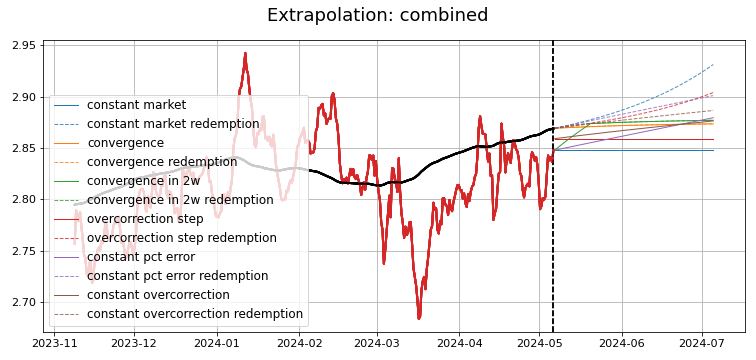 Extrapolation: combined
2.95
2.90
2.85
2.80
2.75
2.70
constant market
constant market redemption
convergence
convergence redemption
convergence in 2w
convergence in 2w redemption
overcorrection step
overcorrection step redemption
constant pct error
constant pct error redemption
constant overcorrection
constant overcorrection redemption
2023-11 2023-12 2024-01 2024-02 2024-03 2024-04 2024-05 2024-06 2024-07